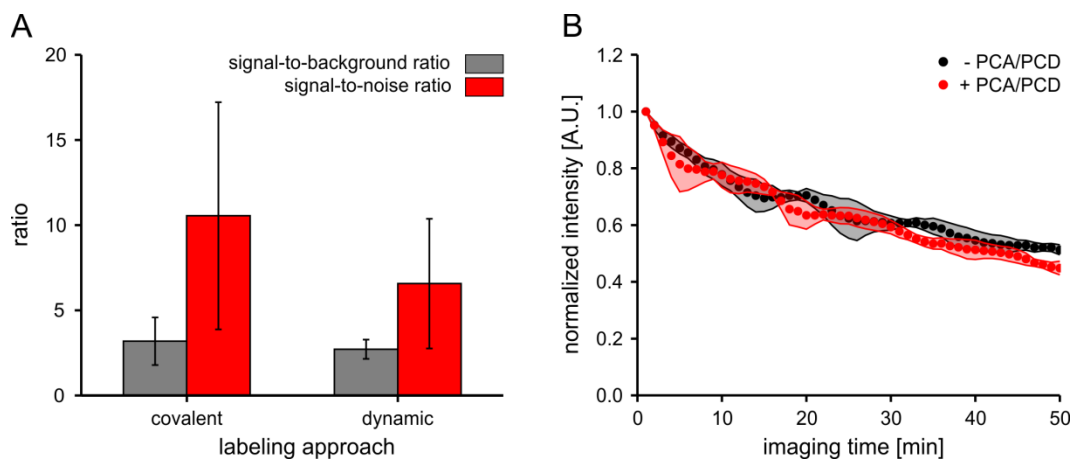 A
20
15
10
5
0
ratio
signal-to-background ratio
signal-to-noise ratio
covalent
dynamic
labeling approach
B
1.2
1.0
0.8
0.6
0.4
0.2
0.0
normalized intensity [A.U.]
- PCA/PCD
+ PCA/PCD
0 10 20 30 40 50
imaging time [min]